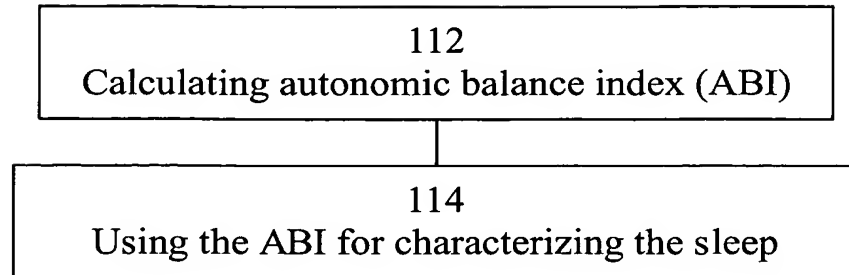 112
Calculating autonomic balance index (ABI)
114
Using the ABI for characterizing the sleep